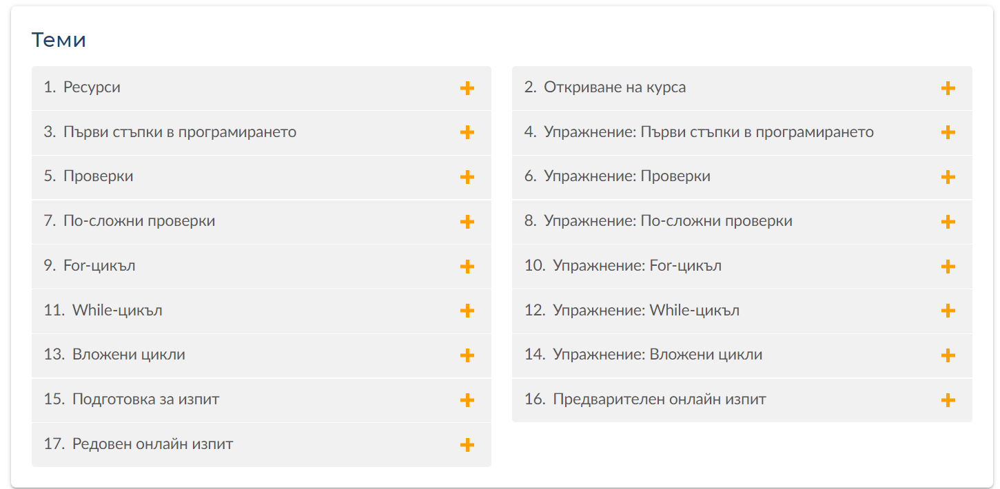 Теми
1. Ресурси
2. Откриване на курса
3. Първи стъпки в програмирането
4. Упражнение: Първи стъпки в програмирането
5. Проверки
6. Упражнение: Проверки
7. По-сложни проверки
8. Упражнение: По-сложни проверки
9. For-цикъл
10. Упражнение: For-цикъл
11. While-цикъл
12. Упражнение: While-цикъл
13. Вложени цикли
14. Упражнение: Вложени цикли
15. Подготовка за изпит
16. Предварителен онлайн изпит
17. Редовен онлайн изпит